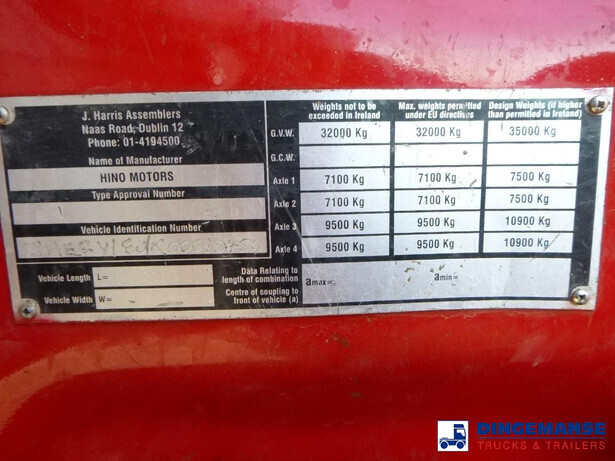 J. Harris Assemblers
Naas Road, Dublin 12
Phone: 01-4194500
Name of Manufacturer
HINO MOTORS
Type Approval Number
Vehicle Identification Number
Vehicle Length L=
Vehicle Width W=
Data Relating to
length of combination
Centre of coupling to
front of vehicle (a)
Weights not to be
exceeded in Ireland
Max. weights permitted
under EU directives
Design Weights (if higher
than permitted in Ireland)
G.V.W. 32000 Kg 32000 Kg 35000 Kg
G.C.W.
Axle 1 7100 Kg 7100 Kg 7500 Kg
Axle 2 7100 Kg 7100 Kg 7500 Kg
Axle 3 9500 Kg 9500 Kg 10900 Kg
Axle 4 9500 Kg 9500 Kg 10900 Kg
amax= amin=
DINGEMANSE
TRUCKS & TRAILERS